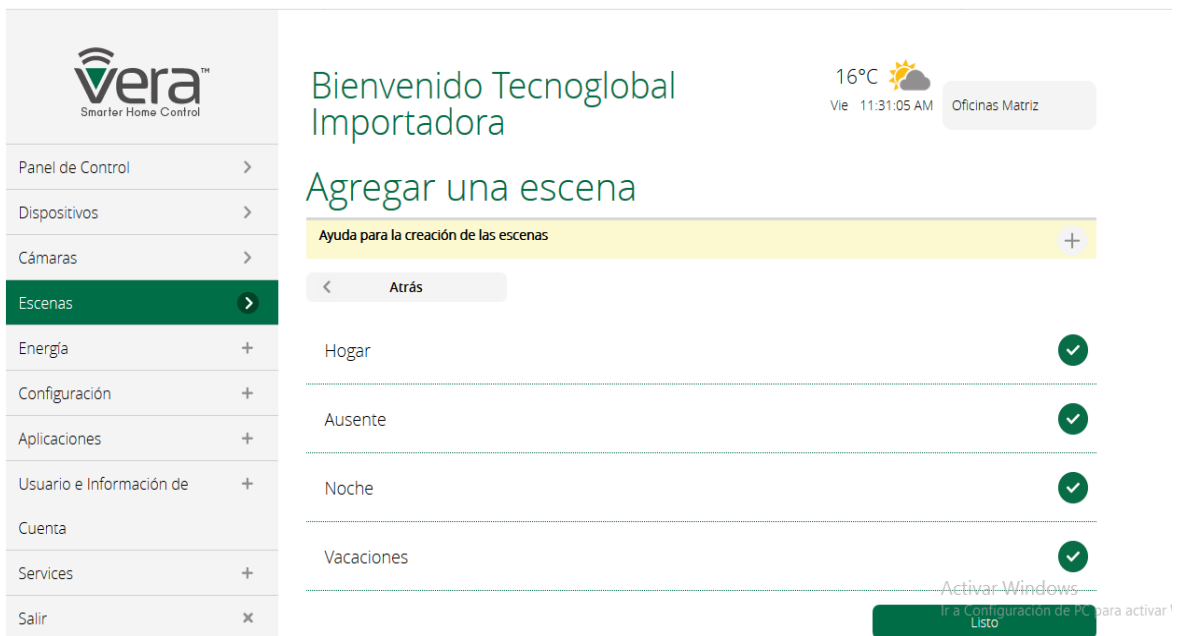 vera™
Smarter Home Control
Panel de Control
Dispositivos
Cámaras
Escenas
Energía
Configuración
Aplicaciones
Usuario e Información de
Cuenta
Services
Salir
Bienvenido Tecnoglobal
Importadora
16°C
Vie 11:31:05 AM
Oficinas Matriz
Agregar una escena
Ayuda para la creación de las escenas
Atrás
Hogar
Ausente
Noche
Vacaciones
Activar Windows
Ir a Configuración de PC para activar
Listo